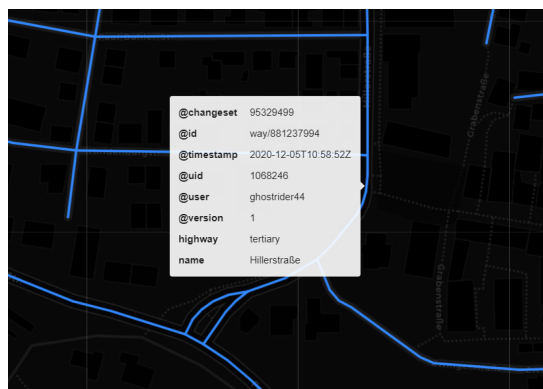 @changeset 95329499
@id way/881237994
@timestamp 2020-12-05T10:58:52Z
@uid 1068246
@user ghostrider44
@version 1
highway tertiary
name Hillerstraße
Grabenstraße
Grabenstraße